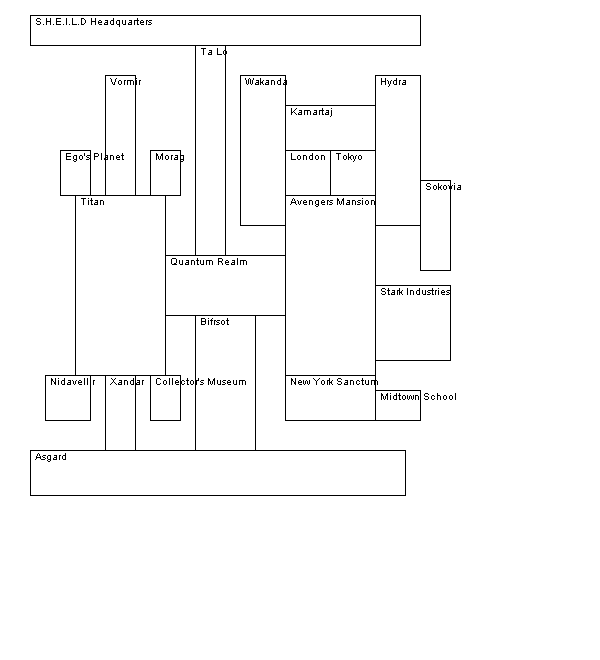 S.H.E.I.L.D Headquarters
Ta Lo
Vormir
Wakanda
Hydra
Kamartaj
Ego's Planet
Morag
London
Tokyo
Sokovia
Titan
Avengers Mansion
Quantum Realm
Stark Industries
Bifrsot
Nidavellir
Xandar
Collector's Museum
New York Sanctum
Midtown School
Asgard